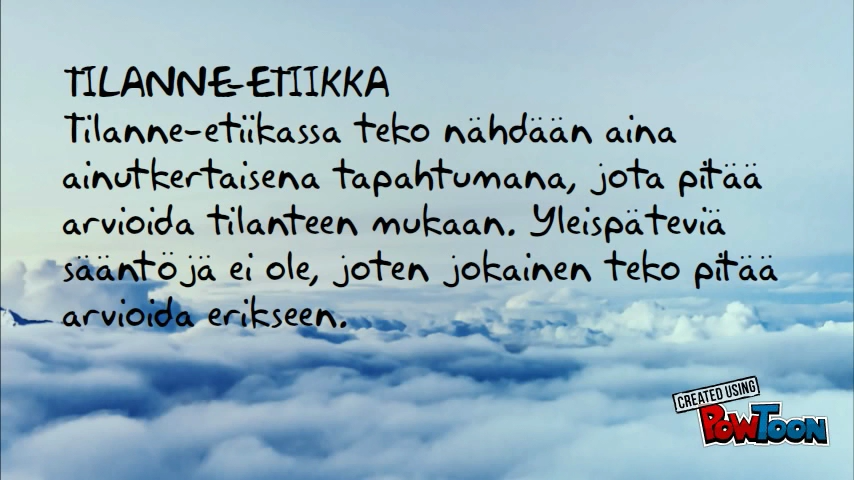 TILANNE-ETIIKKA
Tilanne-etiikassa teko nähdään aina
ainutkertaisena tapahtumana, jota pitää
arvioida tilanteen mukaan. Yleispäteviä
sääntöjä ei ole, joten jokainen teko pitää
arvioida erikseen.
CREATED USING
POWTOON